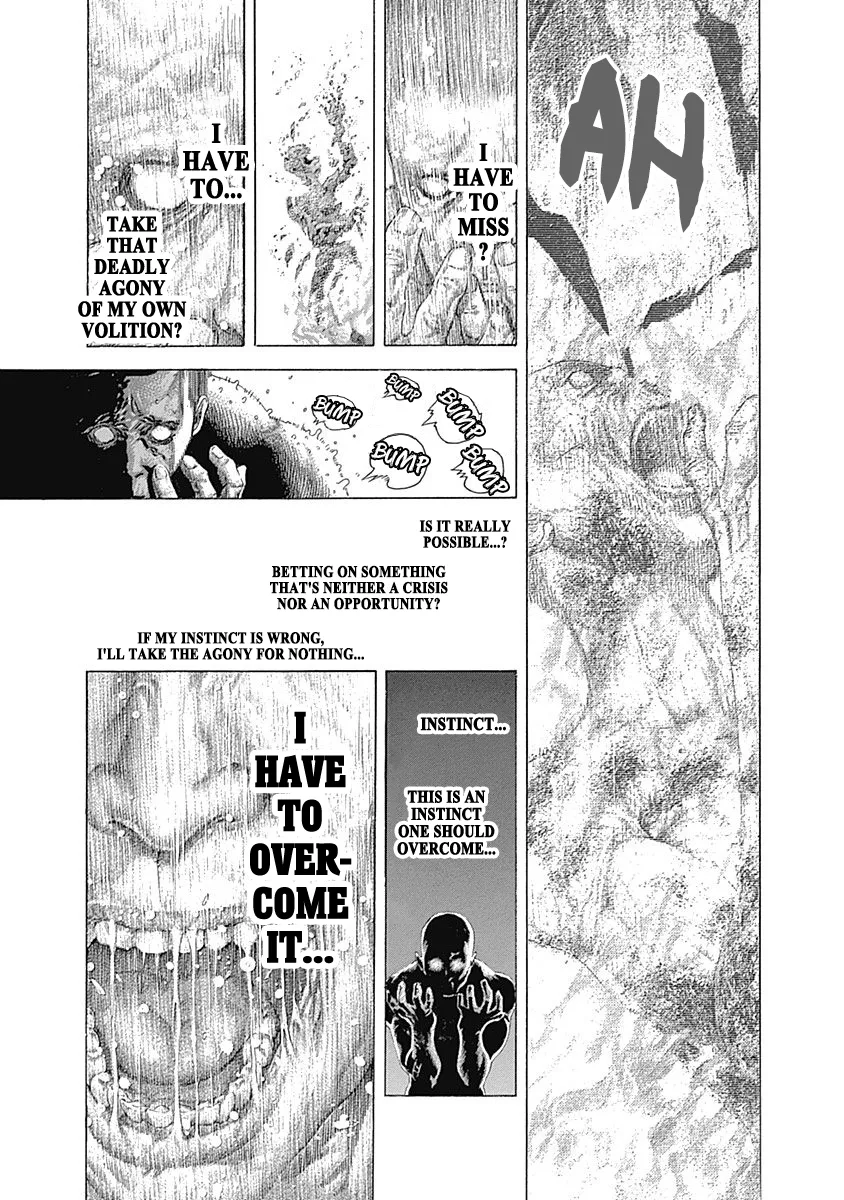 AH
I
HAVE
TO
MISS
?
I
HAVE
TO...
TAKE
THAT
DEADLY
AGONY
OF MY OWN
VOLITION?
BUMP
BUMP
BUMP
BUMP
BUMP
IS IT REALLY
POSSIBLE...?
BETTING ON SOMETHING
THAT'S NEITHER A CRISIS
NOR AN OPPORTUNITY?
IF MY INSTINCT IS WRONG,
I'LL TAKE THE AGONY FOR NOTHING...
INSTINCT...
THIS IS AN
INSTINCT
ONE SHOULD
OVERCOME...
I
HAVE
TO
OVER-
COME
IT...